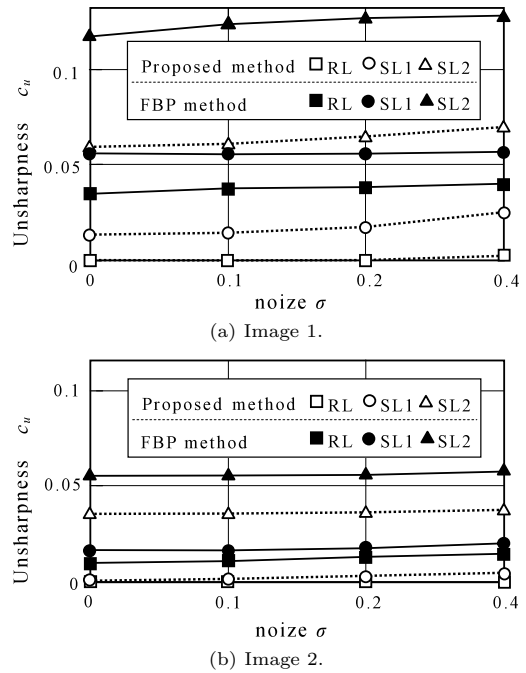 0.1
Proposed method RL SL1 SL2
FBP method RL SL1 SL2
0.05
Unsharpness c_u
0
0 0.1 0.2 0.4
noize σ
(a) Image 1.
0.1
Proposed method RL SL1 SL2
FBP method RL SL1 SL2
0.05
Unsharpness c_u
0
0 0.1 0.2 0.4
noize σ
(b) Image 2.